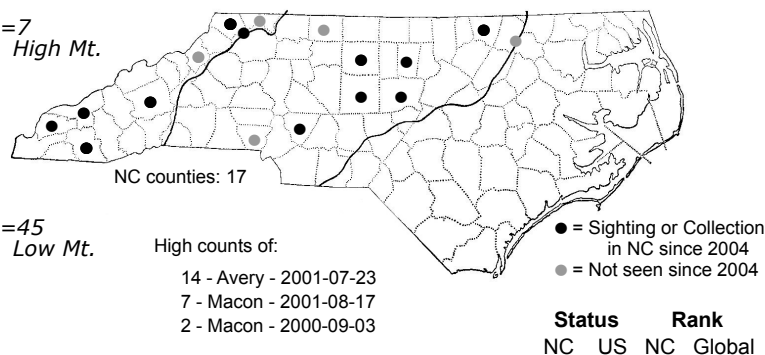 =7
High Mt.
NC counties: 17
=45
Low Mt.
High counts of:
14 - Avery - 2001-07-23
7 - Macon - 2001-08-17
2 - Macon - 2000-09-03
= Sighting or Collection
in NC since 2004
= Not seen since 2004
Status Rank
NC US NC Global